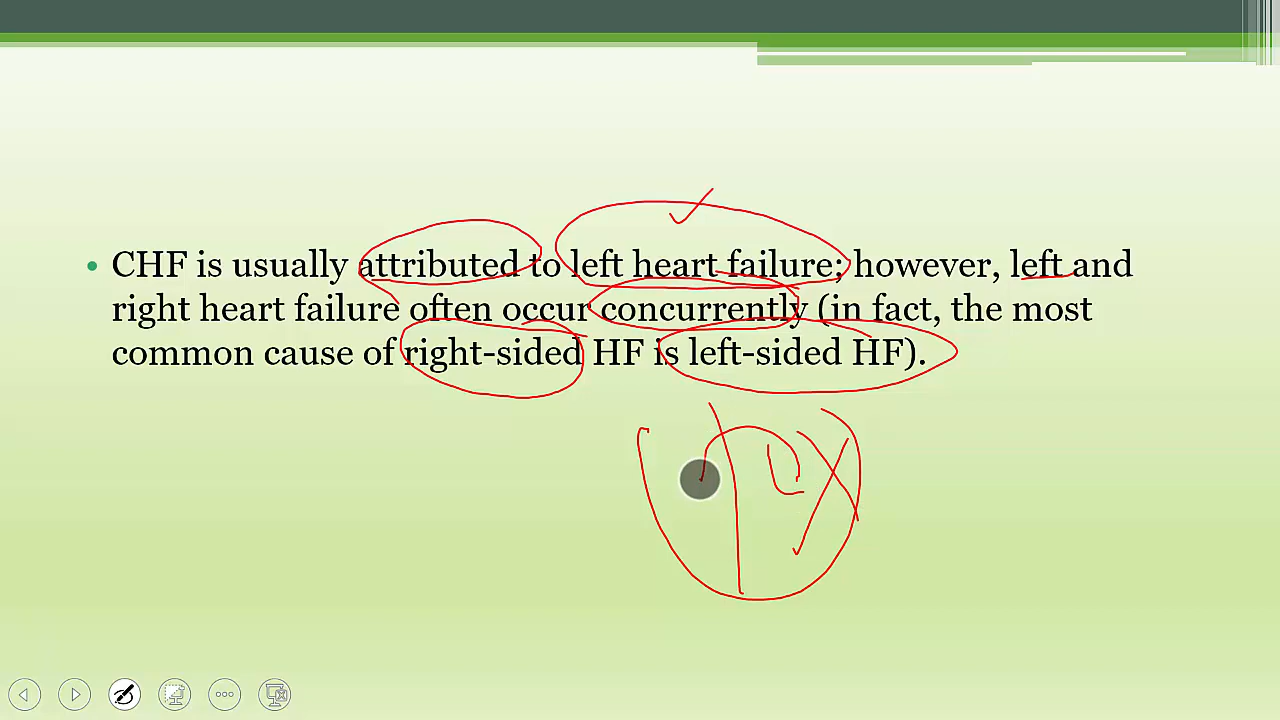 • CHF is usually attributed to left heart failure; however, left and
right heart failure often occur concurrently (in fact, the most
common cause of right-sided HF is left-sided HF).